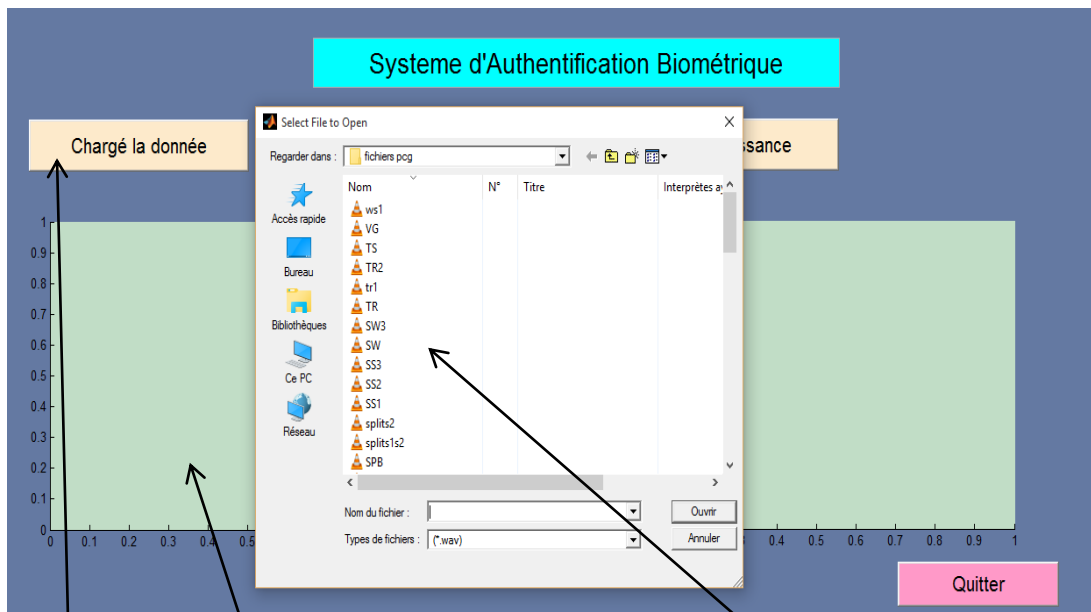 Systeme d'Authentification Biométrique
Chargé la donnée
ssance
Select File to Open
Regarder dans : fichiers pcg
Nom N° Titre Interprètes
Accès rapide
Bureau
Bibliothèques
Ce PC
Réseau
ws1
VG
TS
TR2
tr1
TR
SW3
SW
SS3
SS2
SS1
splits2
splits1s2
SPB
Nom du fichier :
Ouvrir
Types de fichiers : (*.wav)
Annuler
1
0.9
0.8
0.7
0.6
0.5
0.4
0.3
0.2
0.1
0
0 0.1 0.2 0.3 0.4 0.5
0.4 0.5 0.6 0.7 0.8 0.9 1
Quitter